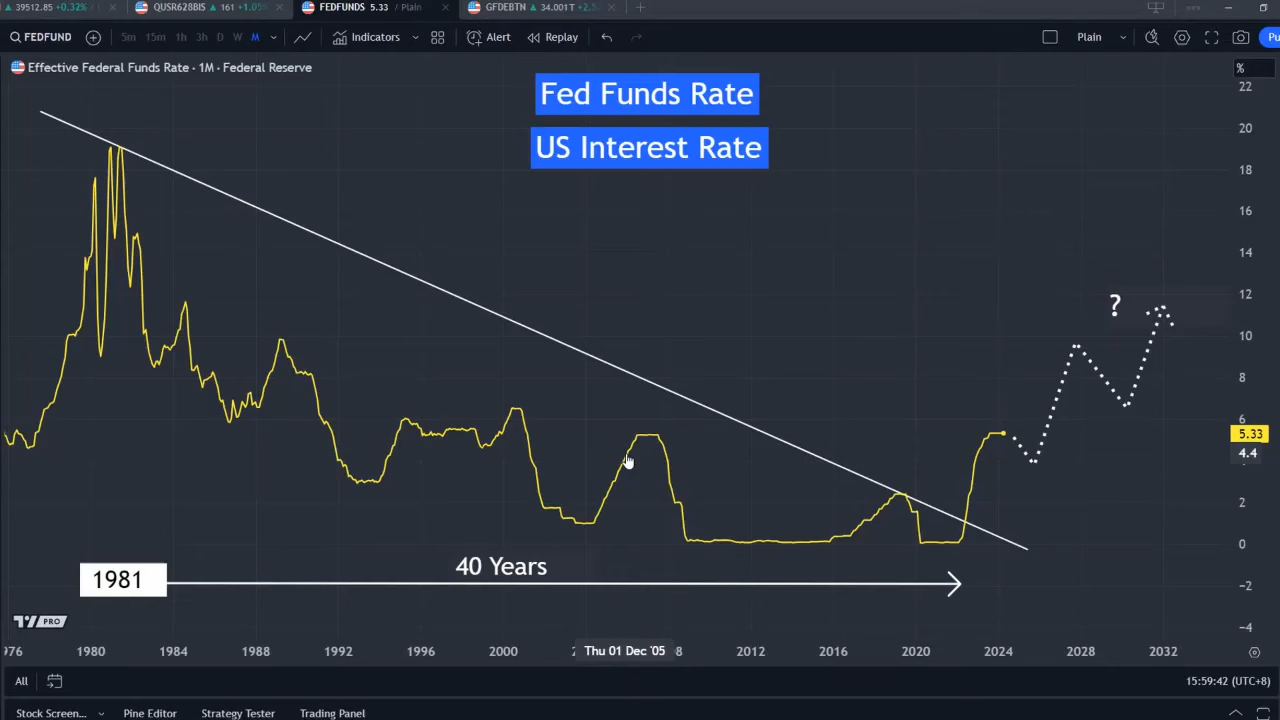 39512.85 +0.32% QUSR628BIS 161 +1.05% FEDFUNDS 5.33 / Plain GFDEBTN 34.001T +2.5
FEDFUND 5m 15m 1h 3h D W M Indicators Alert Replay Plain Pu
Effective Federal Funds Rate · 1M · Federal Reserve
%
Fed Funds Rate
US Interest Rate
22
20
18
16
14
12
10
8
6
5.33
4.4
2
0
−2
−4
?
40 Years
1981
TV PRO
976 1980 1984 1988 1992 1996 2000 2 Thu 01 Dec '05 8 2012 2016 2020 2024 2028 2032
All 15:59:42 (UTC+8)
Stock Screen... Pine Editor Strategy Tester Trading Panel